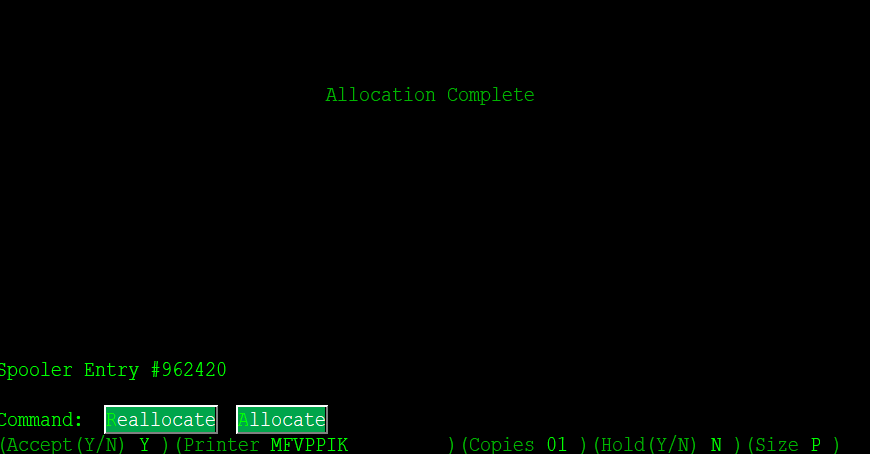 Allocation Complete
Spooler Entry #962420
Command: Reallocate Allocate
(Accept(Y/N) Y )(Printer MFVPPIK )(Copies 01 )(Hold(Y/N) N )(Size P )